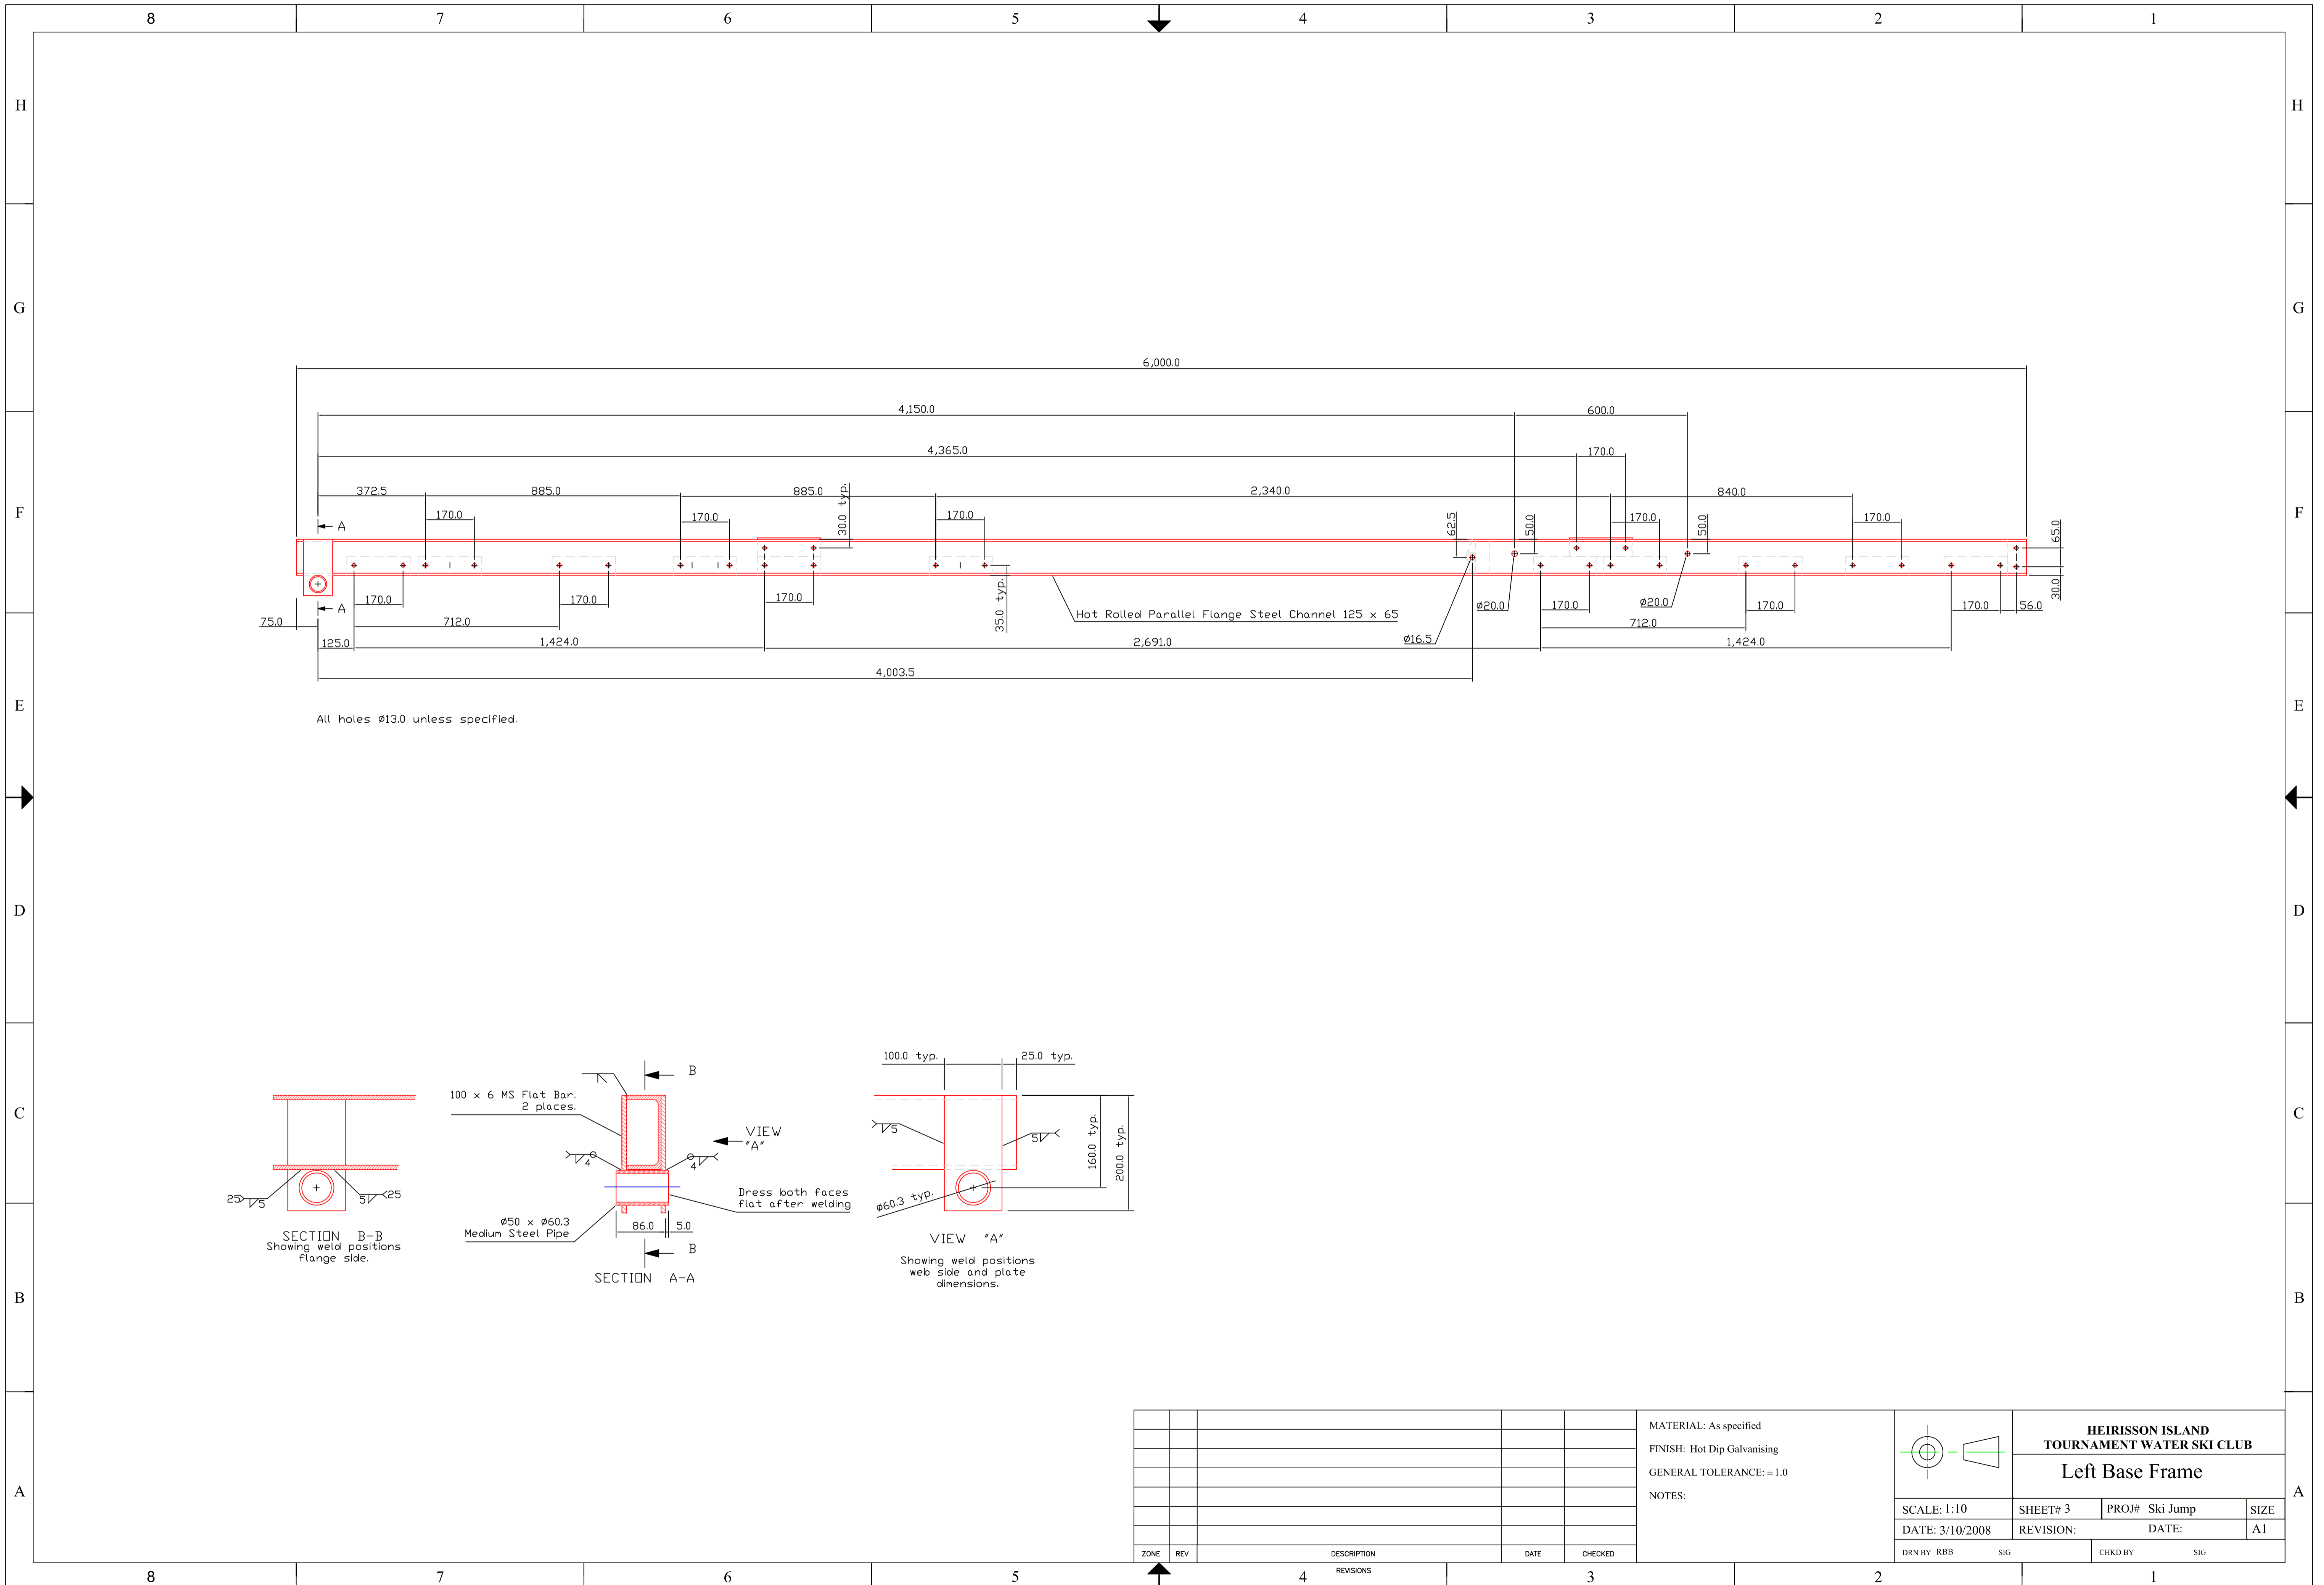 8 7 6 5 4 3 2 1
H H
G G
6,000.0
4,150.0 600.0
4,365.0 170.0
372.5 885.0 885.0 30.0 typ. 2,340.0 840.0
F F
A 170.0 170.0 170.0 62.5 50.0 170.0 50.0 170.0 65.0
A 170.0 170.0 170.0 35.0 typ. Ø20.0 170.0 Ø20.0 170.0 170.0 56.0 30.0
Hot Rolled Parallel Flange Steel Channel 125 x 65
75.0 712.0 712.0
125.0 1,424.0 2,691.0 Ø16.5 1,424.0
4,003.5
E E
All holes Ø13.0 unless specified.
D D
C C
25 5 5 25
SECTION B-B
Showing weld positions
flange side.
B
100 x 6 MS Flat Bar.
2 places.
VIEW
"A"
4 4
Dress both faces
flat after welding
Ø50 x Ø60.3
Medium Steel Pipe
86.0 5.0
B
SECTION A-A
100.0 typ. 25.0 typ.
5 5
160.0 typ.
200.0 typ.
Ø60.3 typ.
VIEW "A"
Showing weld positions
web side and plate
dimensions.
B B
A A
ZONE REV DESCRIPTION DATE CHECKED
REVISIONS
MATERIAL: As specified
FINISH: Hot Dip Galvanising
GENERAL TOLERANCE: ± 1.0
NOTES:
HEIRISSON ISLAND
TOURNAMENT WATER SKI CLUB
Left Base Frame
SCALE: 1:10 SHEET# 3 PROJ# Ski Jump SIZE
DATE: 3/10/2008 REVISION: DATE: A1
DRN BY RBB SIG CHKD BY SIG
8 7 6 5 4 3 2 1